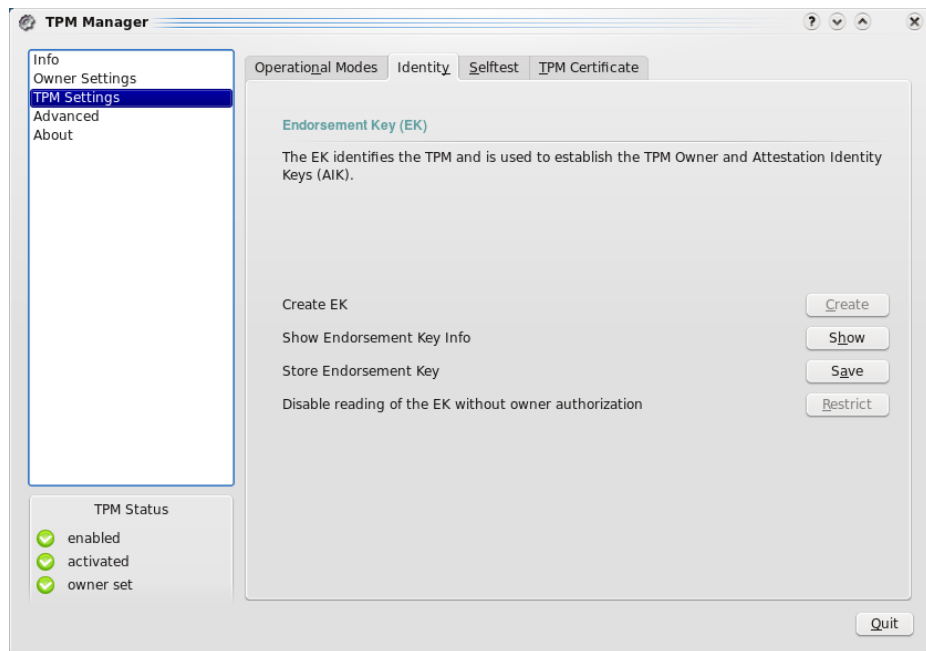 TPM Manager
?
Info
Owner Settings
TPM Settings
Advanced
About
Operational Modes Identity Selftest TPM Certificate
Endorsement Key (EK)
The EK identifies the TPM and is used to establish the TPM Owner and Attestation Identity
Keys (AIK).
Create EK Create
Show Endorsement Key Info Show
Store Endorsement Key Save
Disable reading of the EK without owner authorization Restrict
TPM Status
enabled
activated
owner set
Quit